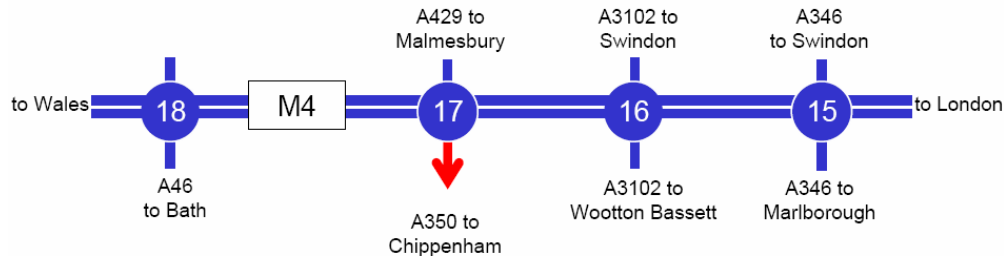 A429 to
Malmesbury
A3102 to
Swindon
A346
to Swindon
to Wales
18
M4
17
16
15
to London
A46
to Bath
A350 to
Chippenham
A3102 to
Wootton Bassett
A346 to
Marlborough